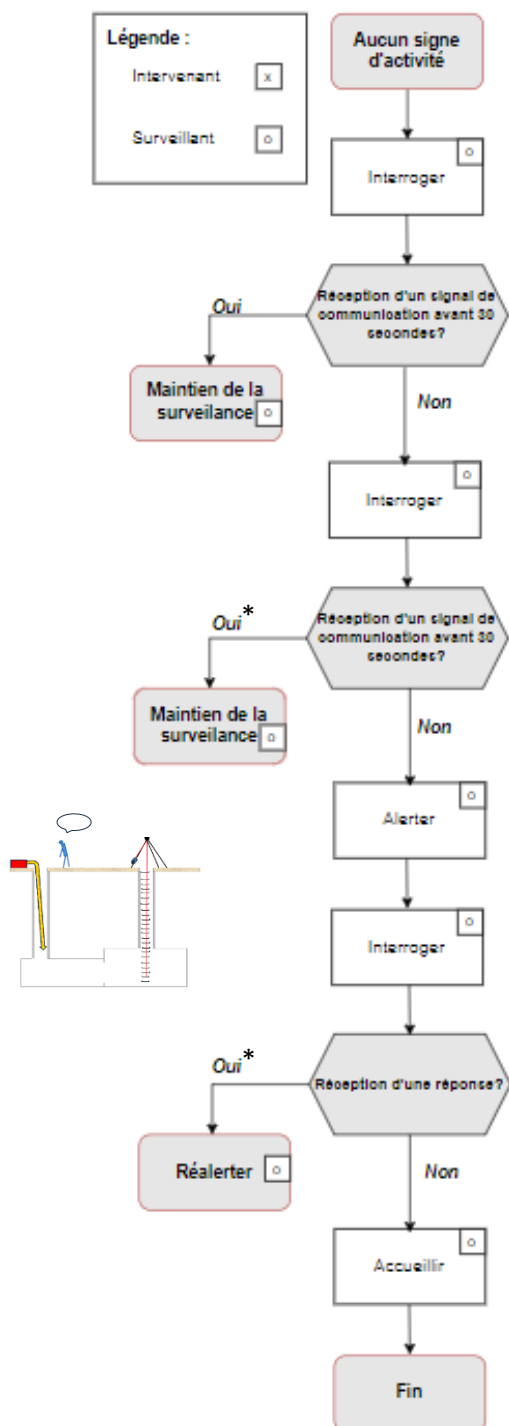 Légende :
Intervenant x
Surveillant o
Aucun signe
d'activité
o
Interroger
Réception d'un signal de
communication avant 30
secondes?
Oui
Maintien de la
surveilance o
Non
o
Interroger
Réception d'un signal de
communication avant 30
secondes?
Oui*
Maintien de la
surveilance o
Non
o
Alerter
o
Interroger
Réception d'une réponse?
Oui*
Réalerter o
Non
o
Accueillir
Fin